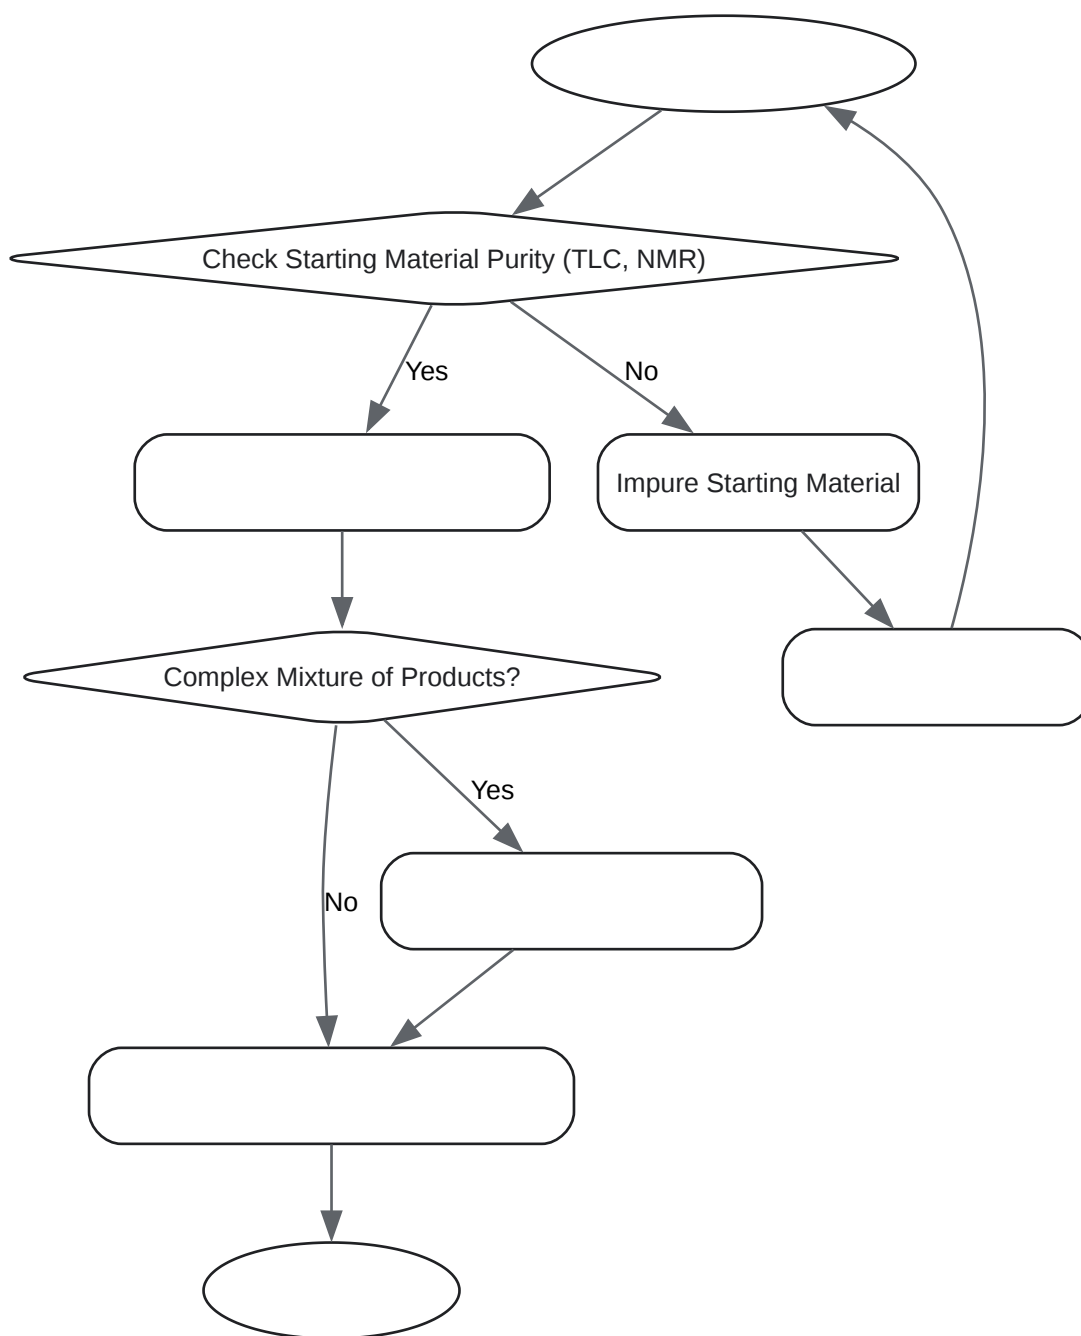 Check Starting Material Purity (TLC, NMR)
Yes
No
Impure Starting Material
Complex Mixture of Products?
Yes
No